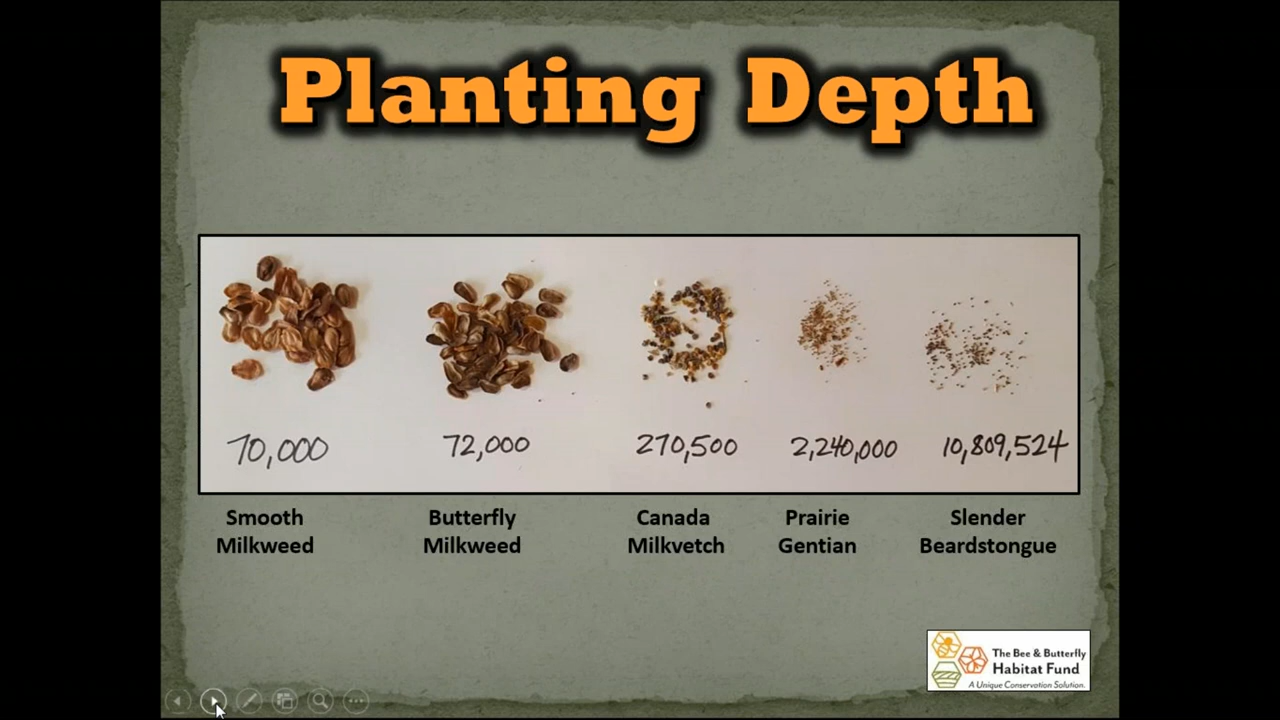 Planting Depth
70,000 72,000 270,500 2,240,000 10,809,524
Smooth Milkweed
Butterfly Milkweed
Canada Milkvetch
Prairie Gentian
Slender Beardstongue
The Bee & Butterfly
Habitat Fund
A Unique Conservation Solution.